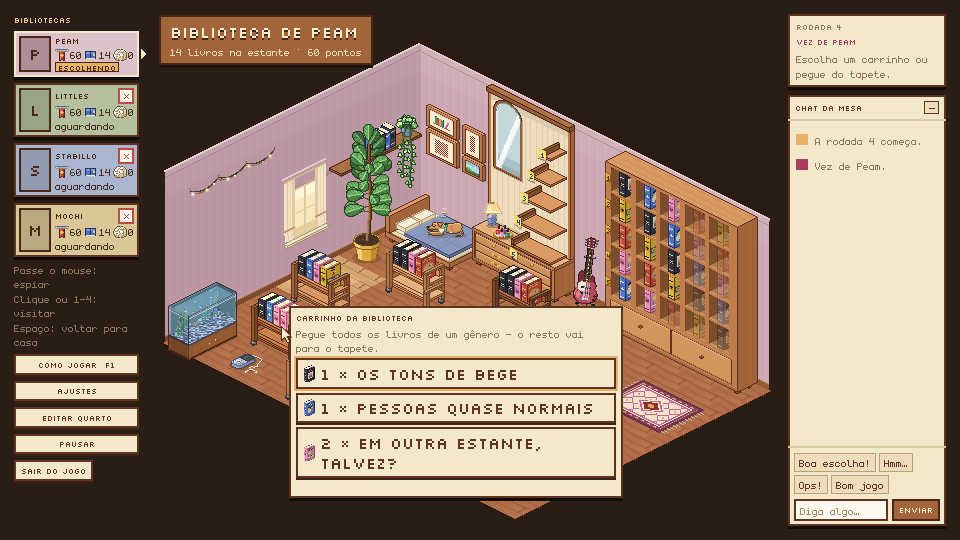 BIBLIOTECAS
P
PEAM
60 14 0
ESCOLHENDO
L
LITTLES
60 14 0
aguardando
S
STABILLO
60 14 0
aguardando
M
MOCHI
60 14 0
aguardando
Passe o mouse:
espiar
Clique ou 1-4:
visitar
Espaço: voltar para
casa
COMO JOGAR F1
AJUSTES
EDITAR QUARTO
PAUSAR
SAIR DO JOGO
BIBLIOTECA DE PEAM
14 livros na estante · 60 pontos
1
2
3
4
5
CARRINHO DA BIBLIOTECA
Pegue todos os livros de um gênero – o resto vai
para o tapete.
1 × OS TONS DE BEGE
1 × PESSOAS QUASE NORMAIS
2 × EM OUTRA ESTANTE,
TALVEZ?
RODADA 4
VEZ DE PEAM
Escolha um carrinho ou
pegue do tapete.
CHAT DA MESA
A rodada 4 começa.
Vez de Peam.
Boa escolha!
Hmm…
Ops!
Bom jogo
Diga algo…
ENVIAR